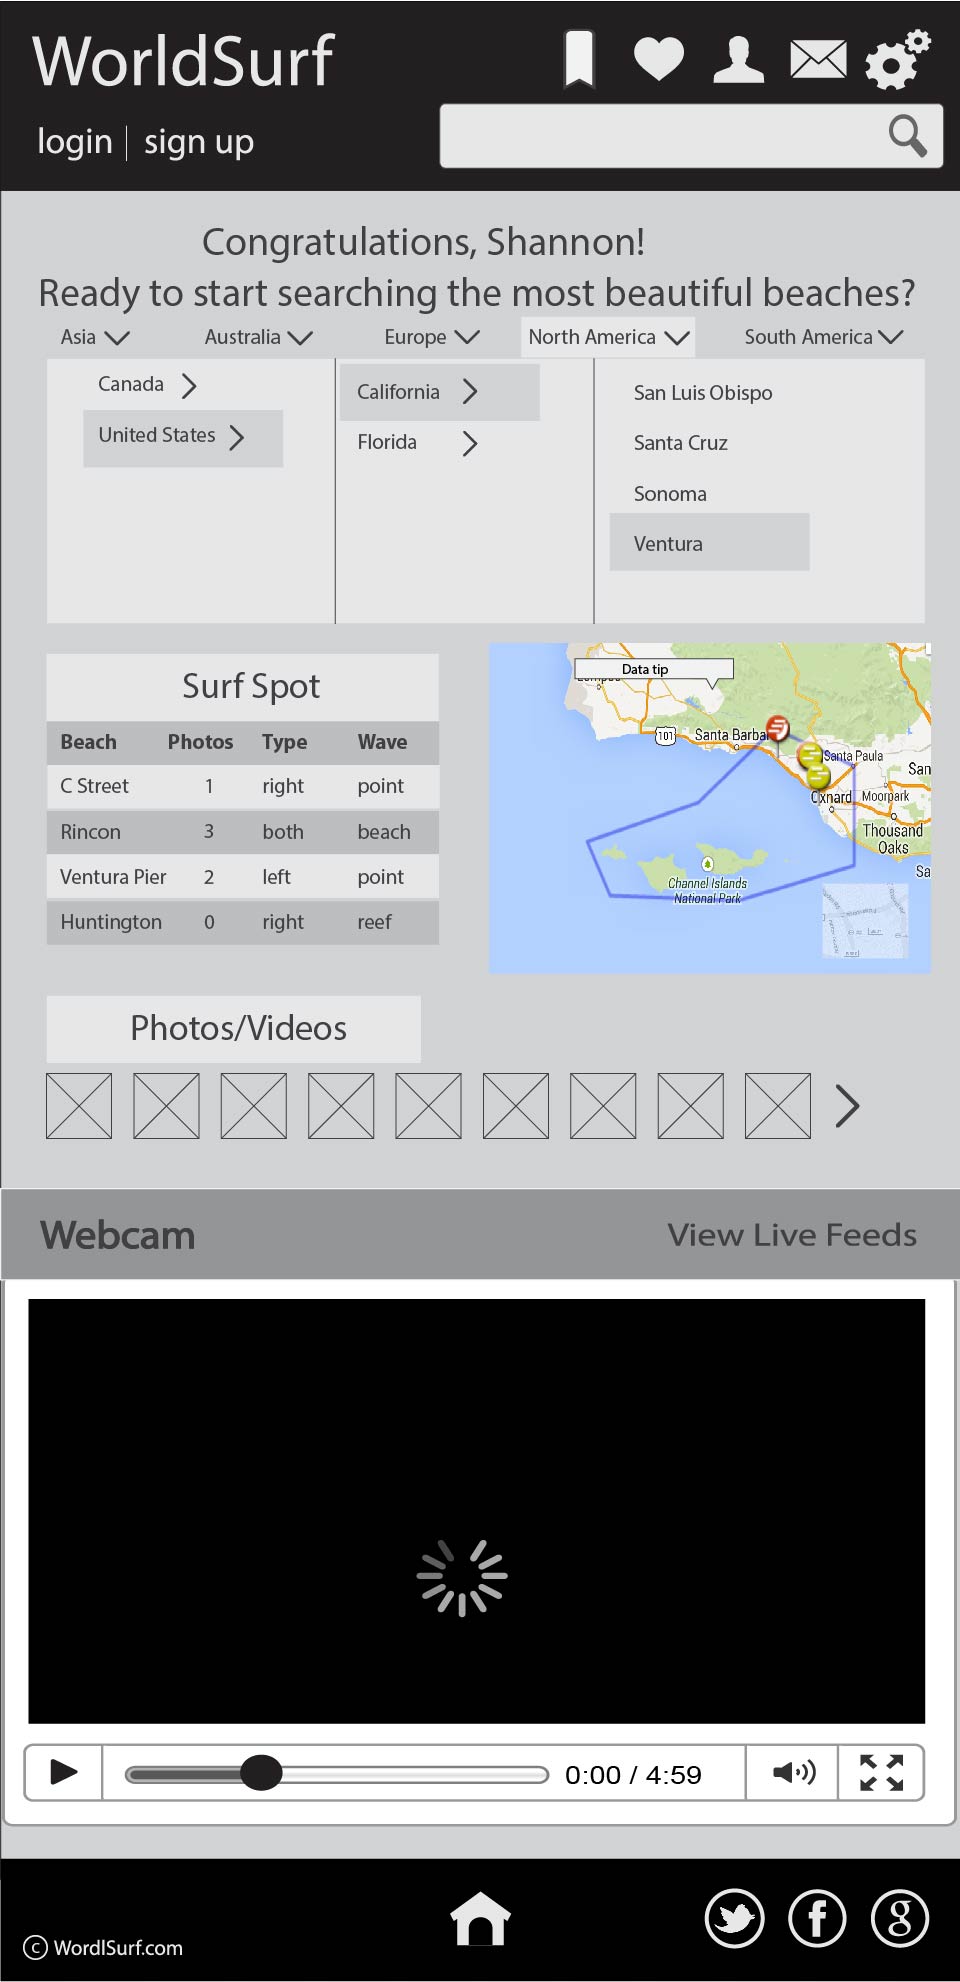 WorldSurf
login | sign up
Congratulations, Shannon!
Ready to start searching the most beautiful beaches?
Asia Australia Europe North America South America
Canada
United States
California
Florida
San Luis Obispo
Santa Cruz
Sonoma
Ventura
Surf Spot
Beach Photos Type Wave
C Street 1 right point
Rincon 3 both beach
Ventura Pier 2 left point
Huntington 0 right reef
Data tip
101
Santa Barba
Santa Paula
San
Oxnard
Moorpark
Thousand
Oaks
Sa
Channel Islands
National Park
Photos/Videos
Webcam View Live Feeds
0:00 / 4:59
© WordlSurf.com